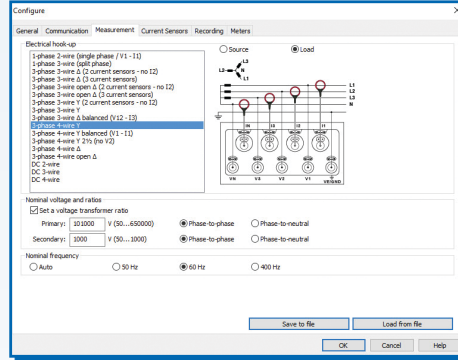 Configure
General Communication Measurement Current Sensors Recording Meters
Electrical hook-up
1-phase 2-wire (single phase / V1 - I1)
1-phase 3-wire (split phase)
3-phase 3-wire Δ (2 current sensors - no I2)
3-phase 3-wire Δ (3 current sensors)
3-phase 3-wire open Δ (2 current sensors - no I2)
3-phase 3-wire open Δ (3 current sensors)
3-phase 3-wire Y (2 current sensors - no I2)
3-phase 3-wire Y
3-phase 3-wire Δ balanced (V12 - I3)
3-phase 4-wire Y
3-phase 4-wire Y balanced (V1 - I1)
3-phase 4-wire Y 2½ (no V2)
3-phase 4-wire Δ
3-phase 4-wire open Δ
DC 2-wire
DC 3-wire
DC 4-wire
Source Load
L3
L2 N
L1
L1
L2
L3
N
IN I3 I2 I1
VN V3 V2 V1 VE/GND
Nominal voltage and ratios
Set a voltage transformer ratio
Primary: 101000 V (50...650000) Phase-to-phase Phase-to-neutral
Secondary: 1000 V (50...1000) Phase-to-phase Phase-to-neutral
Nominal frequency
Auto 50 Hz 60 Hz 400 Hz
Save to file Load from file
OK Cancel Help